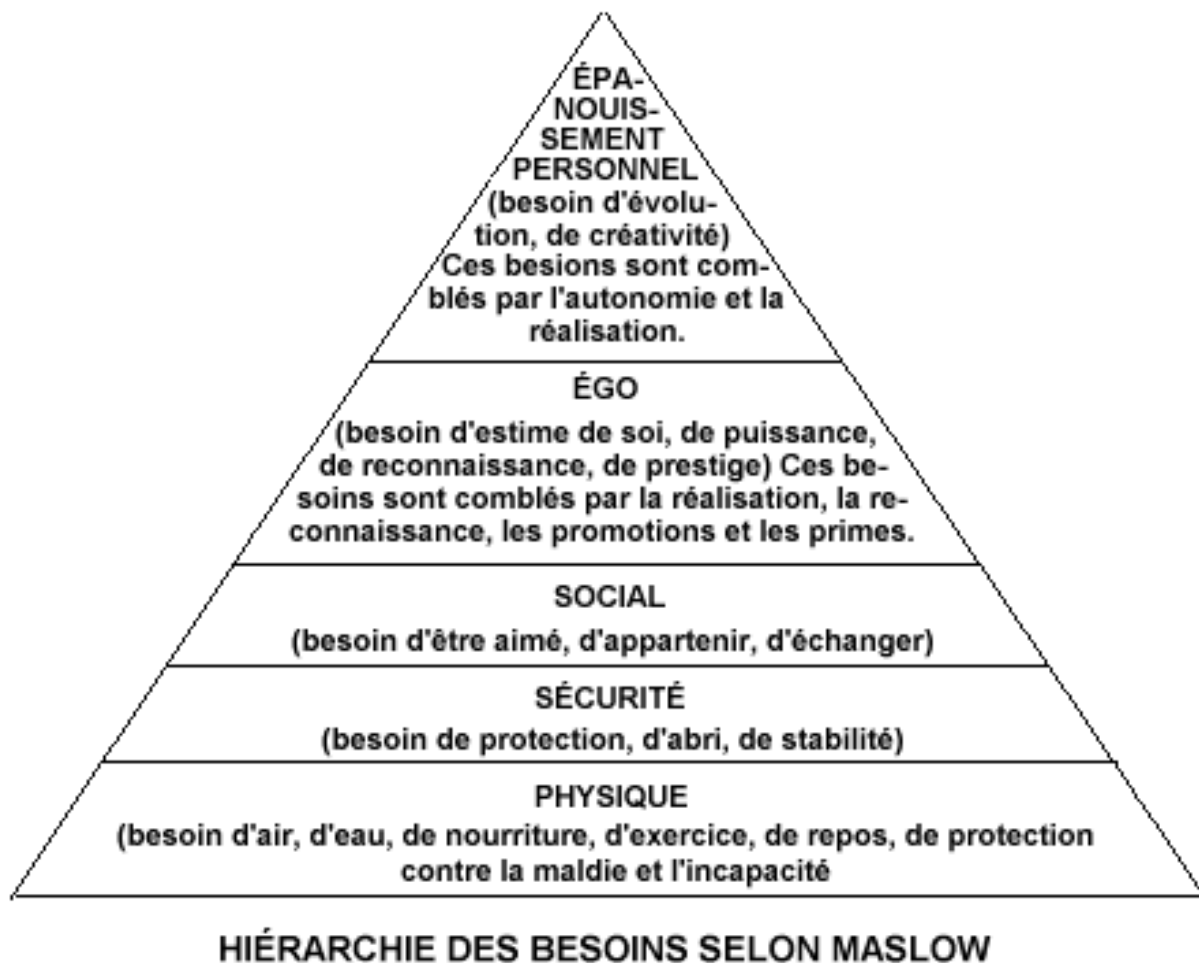 ÉPA-
NOUIS-
SEMENT
PERSONNEL
(besoin d'évolu-
tion, de créativité)
Ces besions sont com-
blés par l'autonomie et la
réalisation.
ÉGO
(besoin d'estime de soi, de puissance,
de reconnaissance, de prestige) Ces be-
soins sont comblés par la réalisation, la re-
connaissance, les promotions et les primes.
SOCIAL
(besoin d'être aimé, d'appartenir, d'échanger)
SÉCURITÉ
(besoin de protection, d'abri, de stabilité)
PHYSIQUE
(besoin d'air, d'eau, de nourriture, d'exercice, de repos, de protection
contre la maldie et l'incapacité
HIÉRARCHIE DES BESOINS SELON MASLOW